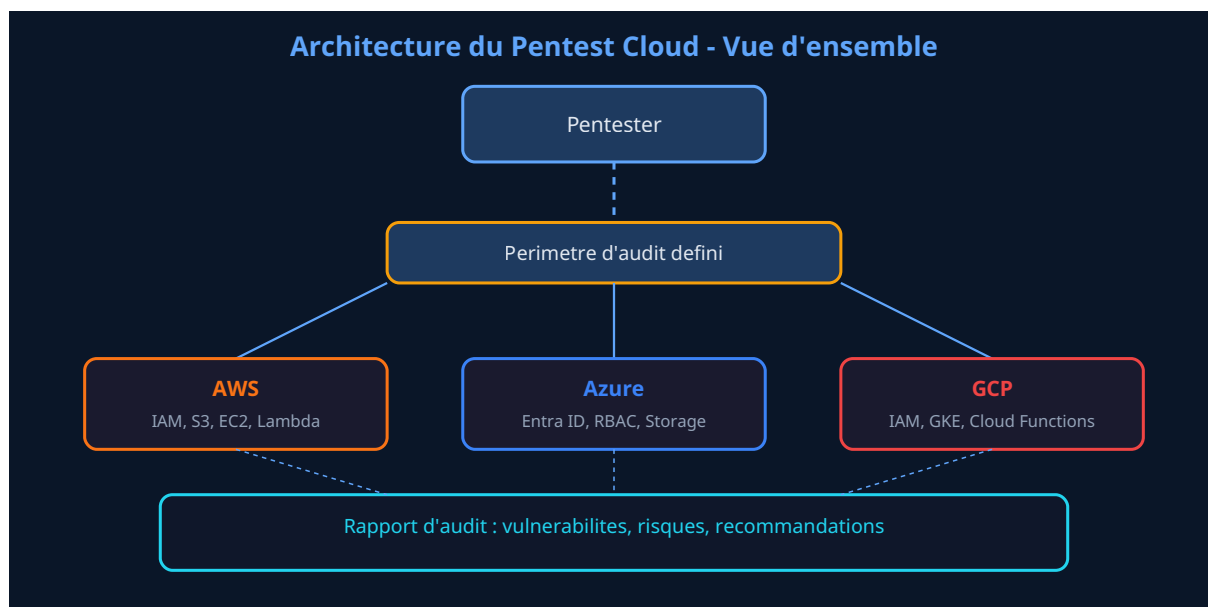 Architecture du Pentest Cloud - Vue d'ensemble
Pentester
Perimetre d'audit defini
AWS
IAM, S3, EC2, Lambda
Azure
Entra ID, RBAC, Storage
GCP
IAM, GKE, Cloud Functions
Rapport d'audit : vulnerabilites, risques, recommandations